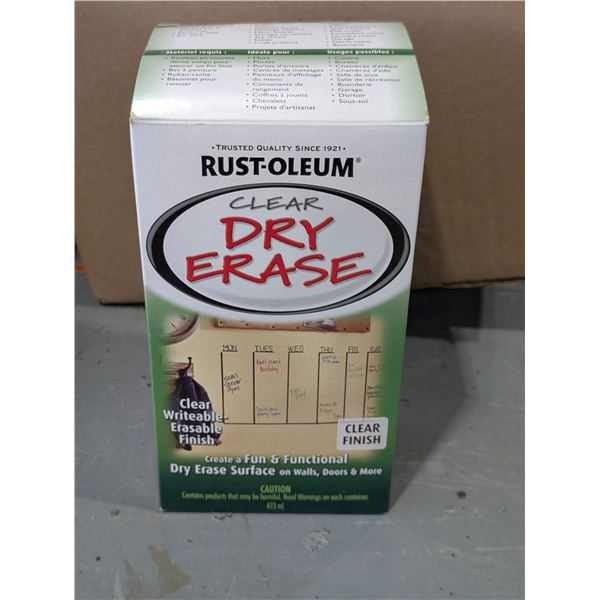 Matériel requis :
• Rouleau en mousse
dense conçu pour
assurer un fini lisse
• Bac à peinture
• Ruban-cache
• Bâtonnet pour
remuer
Idéale pour :
• Murs
• Portes
• Portes d'armoire
• Centres de messages
• Panneaux d'affichage
du menu
• Contenants de
rangement
• Coffres à jouets
• Chevalets
• Projets d'artisanat
Usages possibles :
• Cuisine
• Bureau
• Chambres d'enfant
• Chambres d'ado
• Salle de jeux
• Salle de récréation
• Buanderie
• Garage
• Dortoir
• Sous-sol
• TRUSTED QUALITY SINCE 1921 •
RUST-OLEUM®
CLEAR
DRY
ERASE
MON TUES WED THU FRI SAT
Clear
Writeable-
Erasable
Finish
CLEAR
FINISH
Create a Fun & Functional
Dry Erase Surface on Walls, Doors & More
CAUTION
Contains products that may be harmful. Read Warnings on each container.
473 mL